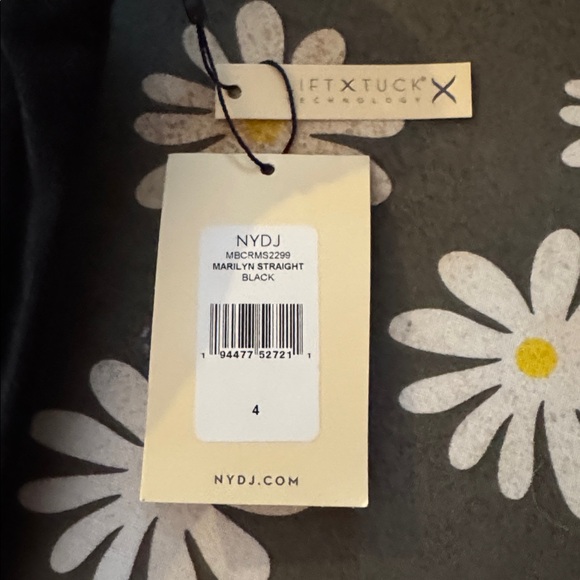 IFTXTUCK®X
ECHNOLOGY
NYDJ
MBCRMS2299
MARILYN STRAIGHT
BLACK
1 94477 52721 1
4
NYDJ.COM